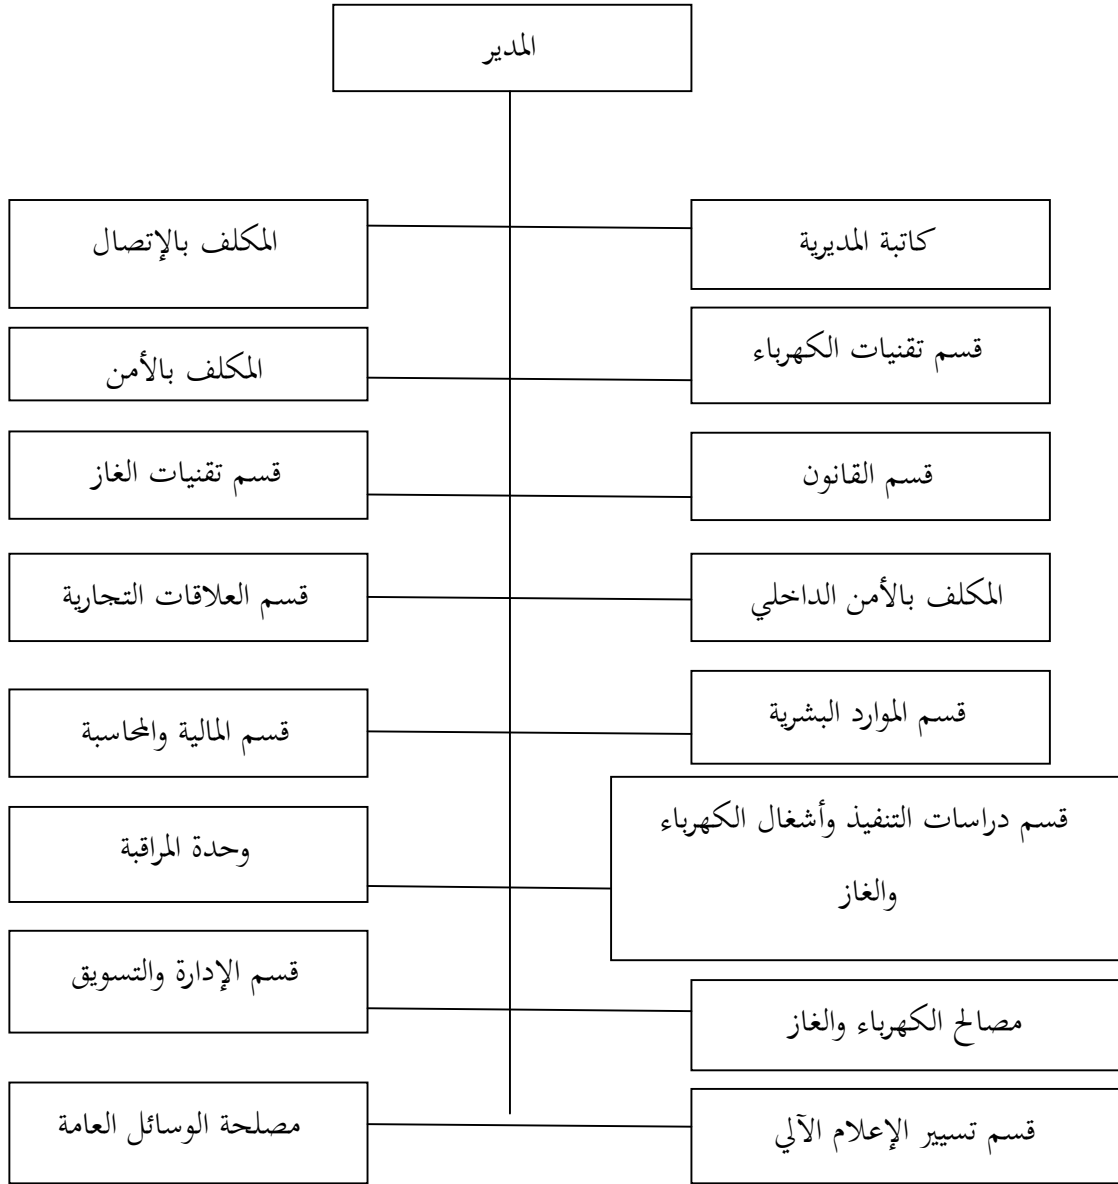 المدير
كاتبة المديرية
المكلف بالإتصال
قسم تقنيات الكهرباء
المكلف بالأمن
قسم القانون
قسم تقنيات الغاز
المكلف بالأمن الداخلي
قسم العلاقات التجارية
قسم الموارد البشرية
قسم المالية والمحاسبة
قسم دراسات التنفيذ وأشغال الكهرباء
والغاز
وحدة المراقبة
مصالح الكهرباء والغاز
قسم الإدارة والتسويق
قسم تسيير الإعلام الآلي
مصلحة الوسائل العامة